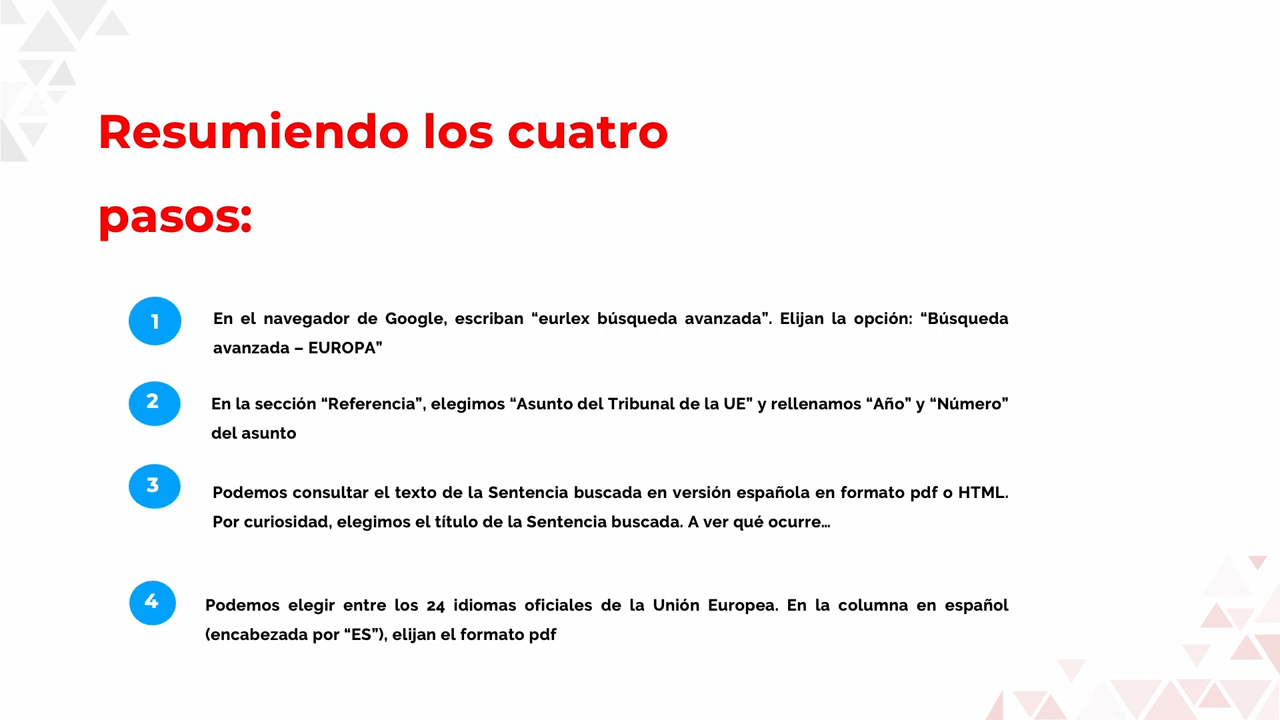 Resumiendo los cuatro
pasos:
1
En el navegador de Google, escriban “eurlex búsqueda avanzada”. Elijan la opción: “Búsqueda
avanzada – EUROPA”
2
En la sección “Referencia”, elegimos “Asunto del Tribunal de la UE” y rellenamos “Año” y “Número”
del asunto
3
Podemos consultar el texto de la Sentencia buscada en versión española en formato pdf o HTML.
Por curiosidad, elegimos el título de la Sentencia buscada. A ver qué ocurre…
4
Podemos elegir entre los 24 idiomas oficiales de la Unión Europea. En la columna en español
(encabezada por “ES”), elijan el formato pdf